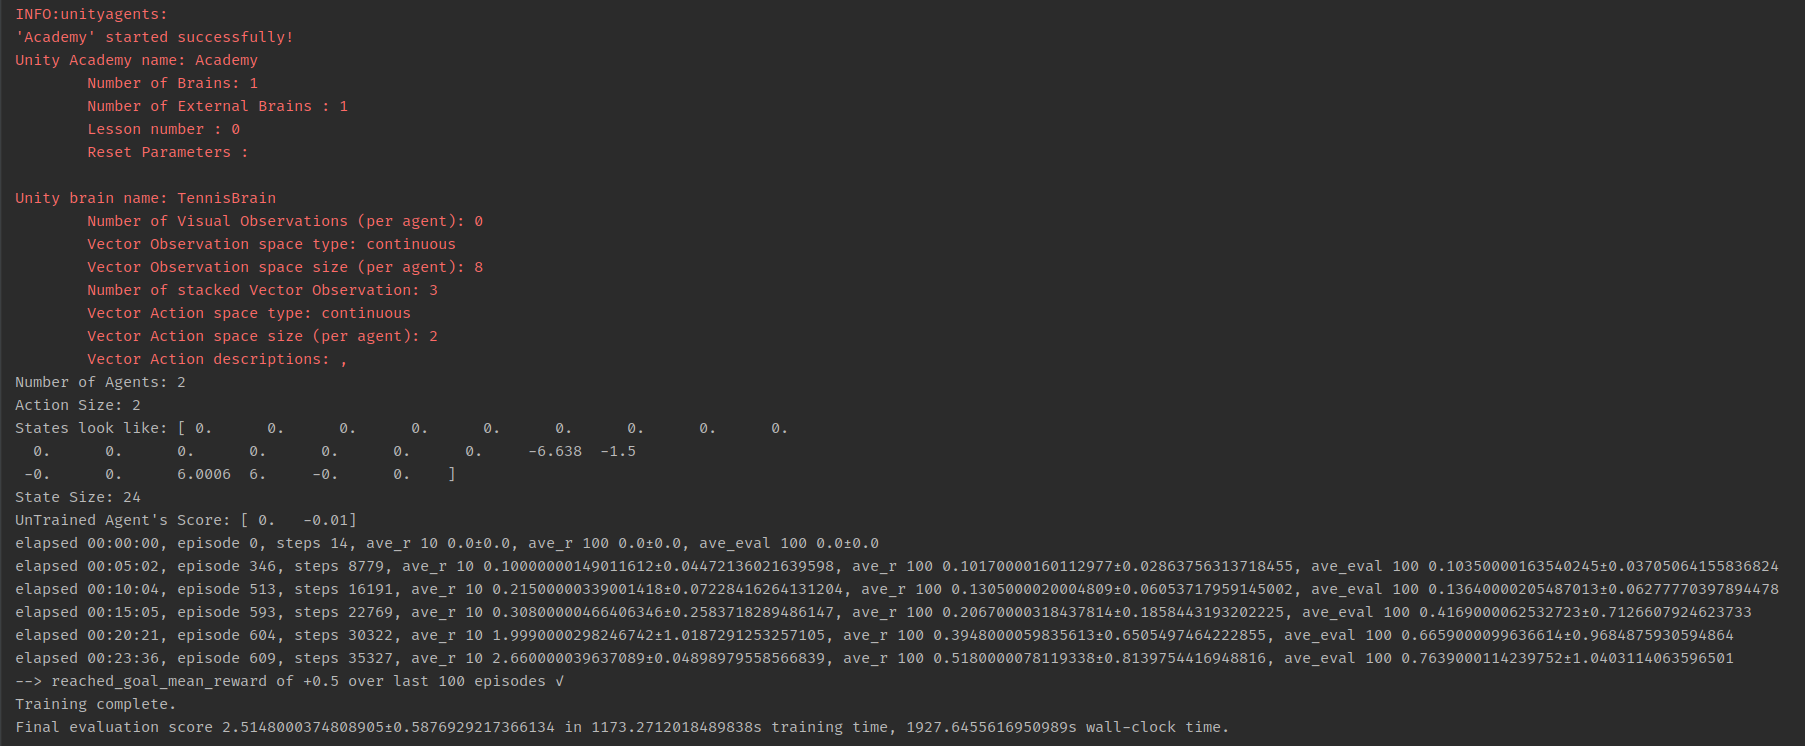 INFO:unityagents:
'Academy' started successfully!
Unity Academy name: Academy
Number of Brains: 1
Number of External Brains : 1
Lesson number : 0
Reset Parameters :
Unity brain name: TennisBrain
Number of Visual Observations (per agent): 0
Vector Observation space type: continuous
Vector Observation space size (per agent): 8
Number of stacked Vector Observation: 3
Vector Action space type: continuous
Vector Action space size (per agent): 2
Vector Action descriptions: ,
Number of Agents: 2
Action Size: 2
States look like: [ 0. 0. 0. 0. 0. 0. 0. 0. 0.
0. 0. 0. 0. 0. 0. 0. -6.638 -1.5
-0. 0. 6.0006 6. -0. 0. ]
State Size: 24
UnTrained Agent's Score: [ 0. -0.01]
elapsed 00:00:00, episode 0, steps 14, ave_r 10 0.0±0.0, ave_r 100 0.0±0.0, ave_eval 100 0.0±0.0
elapsed 00:05:02, episode 346, steps 8779, ave_r 10 0.10000000149011612±0.04472136021639598, ave_r 100 0.10170000160112977±0.02863756313718455, ave_eval 100 0.10350000163540245±0.03705064155836824
elapsed 00:10:04, episode 513, steps 16191, ave_r 10 0.21500000339001418±0.07228416264131204, ave_r 100 0.1305000020004809±0.06053717959145002, ave_eval 100 0.13640000205487013±0.06277770397894478
elapsed 00:15:05, episode 593, steps 22769, ave_r 10 0.30800000466406346±0.2583718289486147, ave_r 100 0.20670000318437814±0.1858443193202225, ave_eval 100 0.4169000062532723±0.7126607924623733
elapsed 00:20:21, episode 604, steps 30322, ave_r 10 1.9990000298246742±1.0187291253257105, ave_r 100 0.3948000059835613±0.6505497464222855, ave_eval 100 0.6659000099636614±0.9684875930594864
elapsed 00:23:36, episode 609, steps 35327, ave_r 10 2.660000039637089±0.04898979558566839, ave_r 100 0.5180000078119338±0.8139754416948816, ave_eval 100 0.7639000114239752±1.0403114063596501
--> reached_goal_mean_reward of +0.5 over last 100 episodes √
Training complete.
Final evaluation score 2.5148000374808905±0.5876929217366134 in 1173.2712018489838s training time, 1927.6455616950989s wall-clock time.